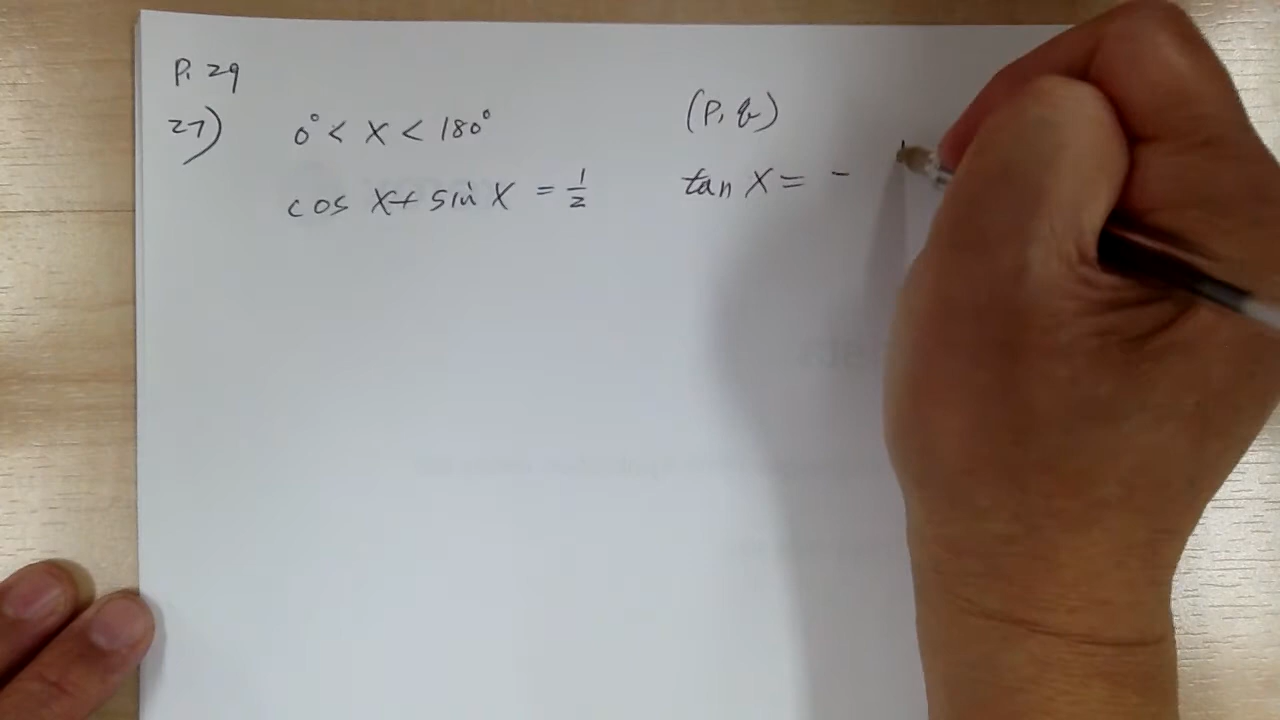 P. 29
27) 0° < x < 180°
cos x + sin x = 1/2
(P, q)
tan x = -